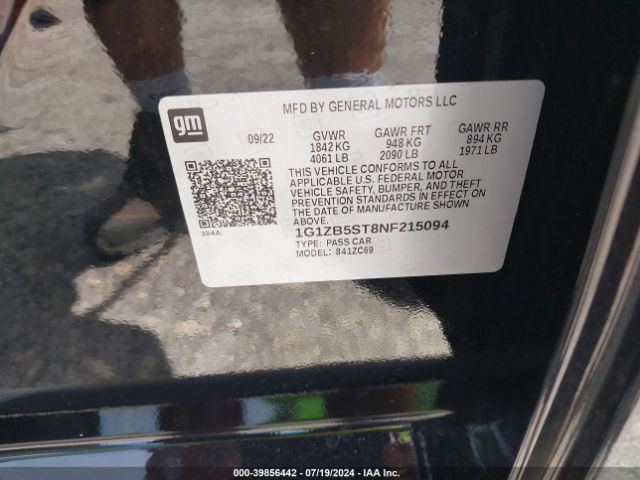 MFD BY GENERAL MOTORS LLC
gm
09/22 GVWR GAWR FRT GAWR RR
1842 KG 948 KG 894 KG
4061 LB 2090 LB 1971 LB
THIS VEHICLE CONFORMS TO ALL
APPLICABLE U.S. FEDERAL MOTOR
VEHICLE SAFETY, BUMPER, AND THEFT
PREVENTION STANDARDS IN EFFECT ON
THE DATE OF MANUFACTURE SHOWN
ABOVE.
384A 1G1ZB5ST8NF215094
TYPE: PASS CAR
MODEL: 841ZC69
000-39856442 - 07/19/2024 - IAA Inc.